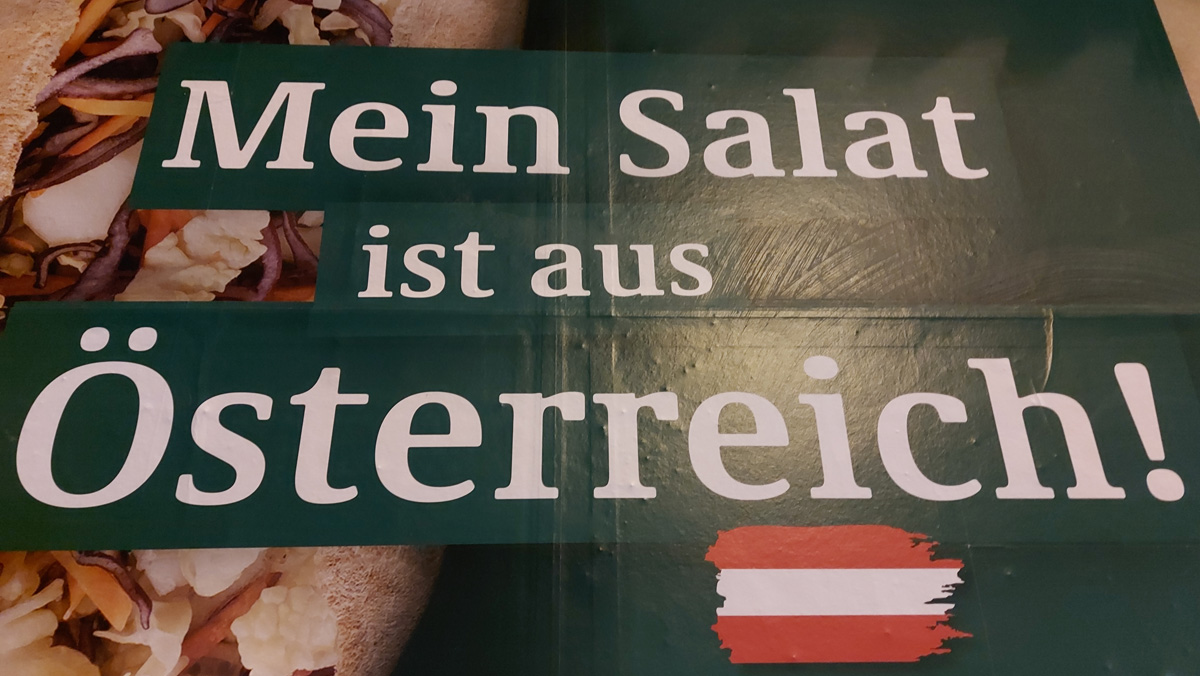 Mein Salat
ist aus
Österreich!